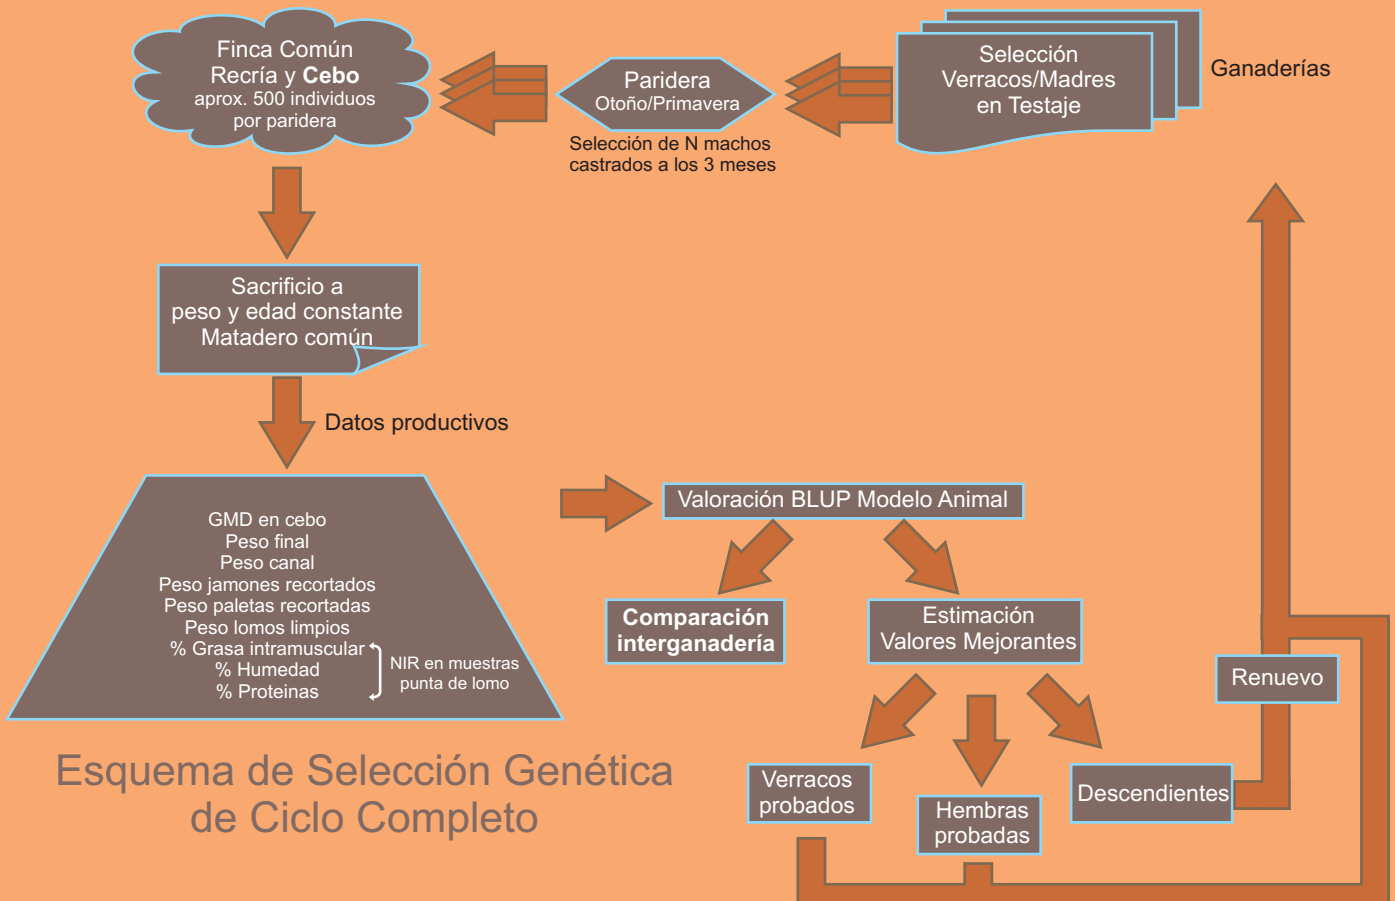 Finca Común
Recría y Cebo
aprox. 500 individuos
por paridera
Paridera
Otoño/Primavera
Selección de N machos
castrados a los 3 meses
Selección
Verracos/Madres
en Testaje
Ganaderías
Sacrificio a
peso y edad constante
Matadero común
Datos productivos
GMD en cebo
Peso final
Peso canal
Peso jamones recortados
Peso paletas recortadas
Peso lomos limpios
% Grasa intramuscular
% Humedad
% Proteinas
NIR en muestras
punta de lomo
Valoración BLUP Modelo Animal
Comparación
interganadería
Estimación
Valores Mejorantes
Renuevo
Verracos
probados
Hembras
probadas
Descendientes
Esquema de Selección Genética
de Ciclo Completo